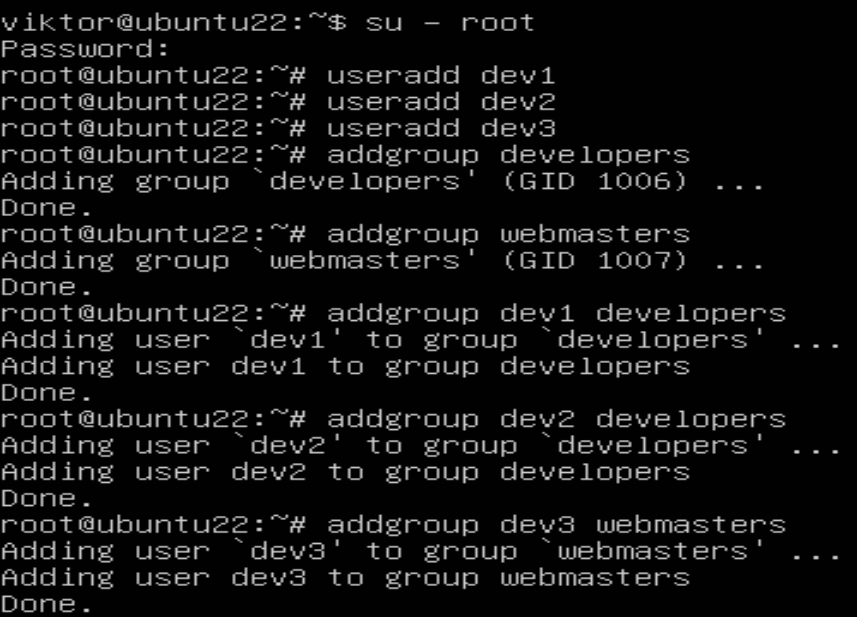 viktor@ubuntu22:~$ su - root
Password:
root@ubuntu22:~# useradd dev1
root@ubuntu22:~# useradd dev2
root@ubuntu22:~# useradd dev3
root@ubuntu22:~# addgroup developers
Adding group `developers' (GID 1006) ...
Done.
root@ubuntu22:~# addgroup webmasters
Adding group `webmasters' (GID 1007) ...
Done.
root@ubuntu22:~# addgroup dev1 developers
Adding user `dev1' to group `developers' ...
Adding user dev1 to group developers
Done.
root@ubuntu22:~# addgroup dev2 developers
Adding user `dev2' to group `developers' ...
Adding user dev2 to group developers
Done.
root@ubuntu22:~# addgroup dev3 webmasters
Adding user `dev3' to group `webmasters' ...
Adding user dev3 to group webmasters
Done.